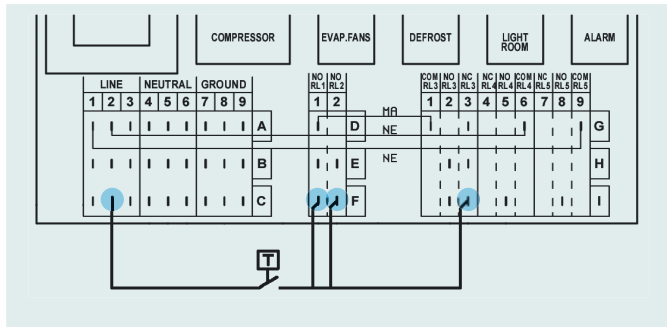 COMPRESSOR EVAP.FANS DEFROST LIGHT ROOM ALARM
LINE NEUTRAL GROUND
NO RL1 NO RL2
COM RL3 NO RL3 NC RL3 NC RL4 NO RL4 COM RL4 NC RL5 NO RL5 COM RL5
1 2 3 4 5 6 7 8 9 1 2 1 2 3 4 5 6 7 8 9
MA
A D NE G
B E NE H
C F I
T